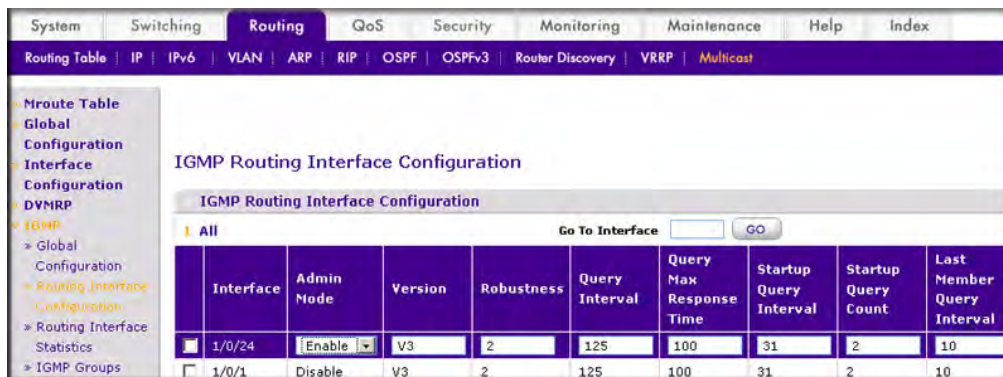 System Switching Routing QoS Security Monitoring Maintenance Help Index
Routing Table | IP | IPv6 | VLAN | ARP | RIP | OSPF | OSPFv3 | Router Discovery | VRRP | Multicast
Mroute Table
Global
Configuration
Interface
Configuration
DVMRP
IGMP
» Global
Configuration
» Routing Interface
Configuration
» Routing Interface
Statistics
» IGMP Groups
IGMP Routing Interface Configuration
IGMP Routing Interface Configuration
1 All Go To Interface GO
Interface Admin Mode Version Robustness Query Interval Query Max Response Time Startup Query Interval Startup Query Count Last Member Query Interval
1/0/24 Enable V3 2 125 100 31 2 10
1/0/1 Disable V3 2 125 100 31 2 10